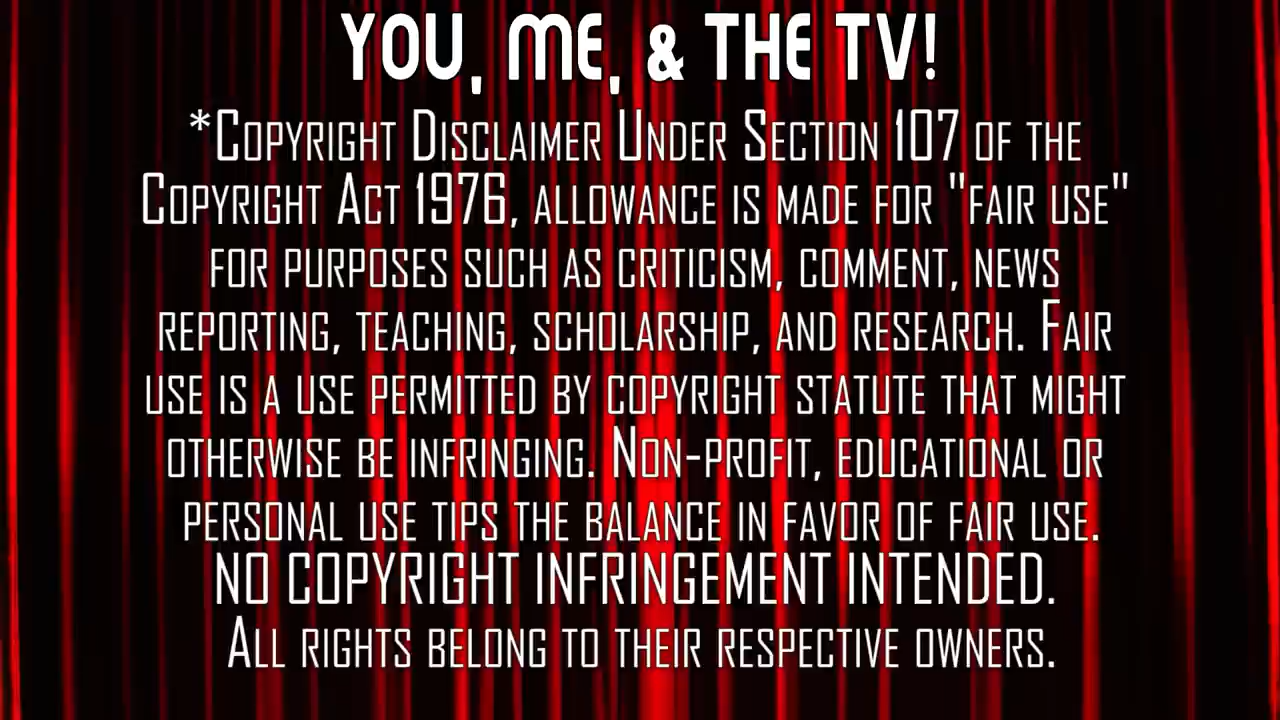 YOU, ME, & THE TV!
*Copyright Disclaimer Under Section 107 of the
Copyright Act 1976, allowance is made for "fair use"
for purposes such as criticism, comment, news
reporting, teaching, scholarship, and research. Fair
use is a use permitted by copyright statute that might
otherwise be infringing. Non-profit, educational or
personal use tips the balance in favor of fair use.
NO COPYRIGHT INFRINGEMENT INTENDED.
All rights belong to their respective owners.